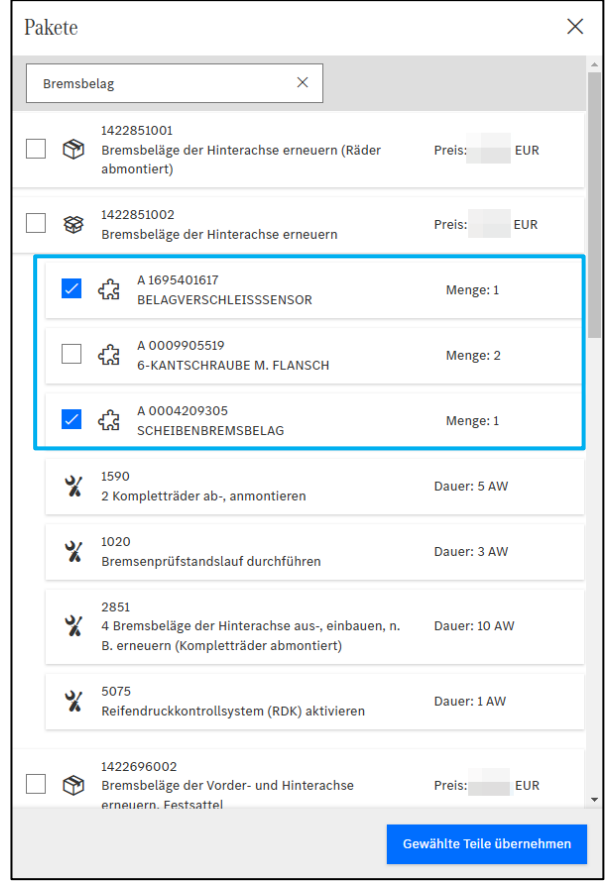 Pakete
Bremsbelag
1422851001
Bremsbeläge der Hinterachse erneuern (Räder
abmontiert)
Preis: EUR
1422851002
Bremsbeläge der Hinterachse erneuern
Preis: EUR
A 1695401617
BELAGVERSCHLEISSSENSOR
Menge: 1
A 0009905519
6-KANTSCHRAUBE M. FLANSCH
Menge: 2
A 0004209305
SCHEIBENBREMSBELAG
Menge: 1
1590
2 Kompletträder ab-, anmontieren
Dauer: 5 AW
1020
Bremsenprüfstandslauf durchführen
Dauer: 3 AW
2851
4 Bremsbeläge der Hinterachse aus-, einbauen, n.
B. erneuern (Kompletträder abmontiert)
Dauer: 10 AW
5075
Reifendruckkontrollsystem (RDK) aktivieren
Dauer: 1 AW
1422696002
Bremsbeläge der Vorder- und Hinterachse
erneuern, Festsattel
Preis: EUR
Gewählte Teile übernehmen